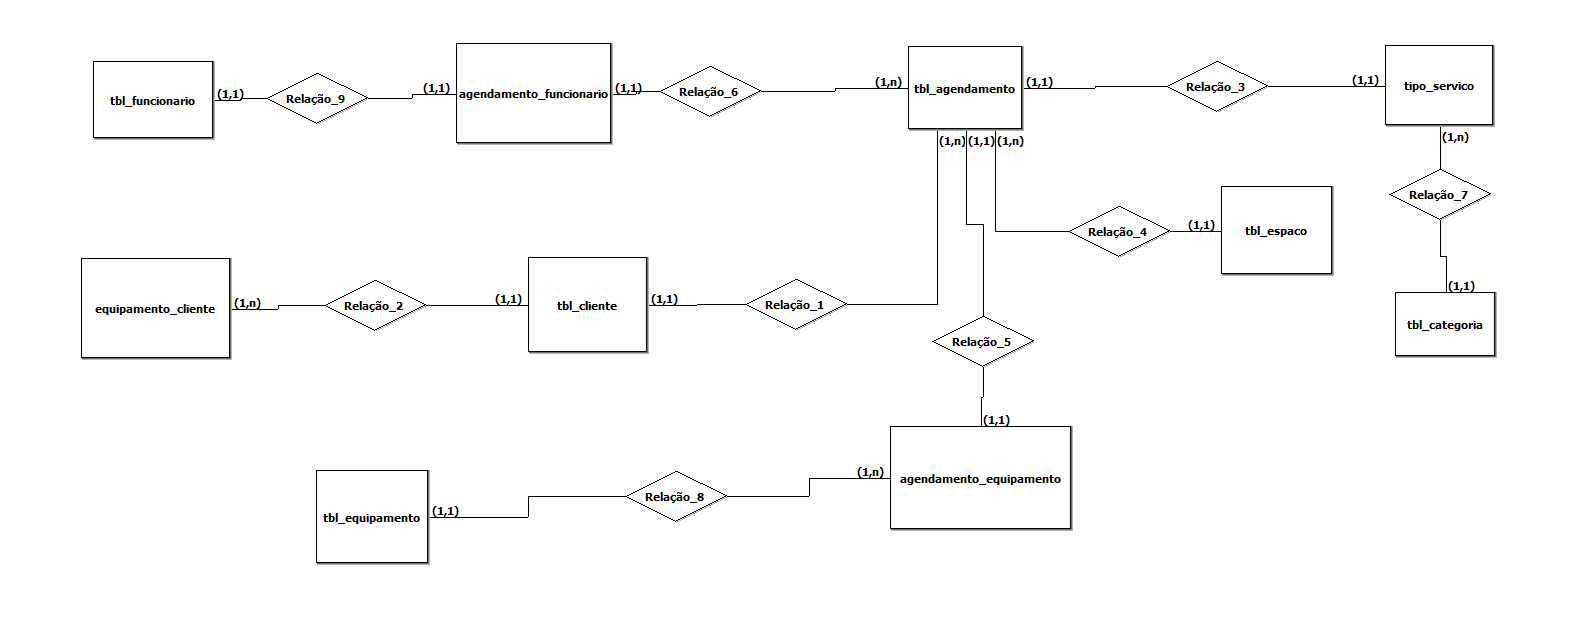 tbl_funcionario
(1,1)
Relação_9
(1,1)
agendamento_funcionario
(1,1)
Relação_6
(1,n)
tbl_agendamento
(1,1)
Relação_3
(1,1)
tipo_servico
(1,n)
(1,1)
(1,n)
(1,n)
Relação_7
Relação_4
(1,1)
tbl_espaco
(1,1)
tbl_categoria
equipamento_cliente
(1,n)
Relação_2
(1,1)
tbl_cliente
(1,1)
Relação_1
Relação_5
(1,1)
tbl_equipamento
(1,1)
Relação_8
(1,n)
agendamento_equipamento